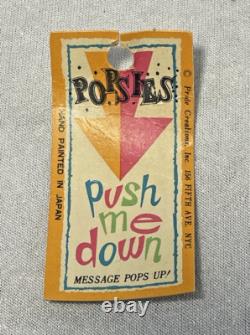 POPSIES
Push
me
down
MESSAGE POPS UP!
HAND PAINTED IN JAPAN
© Pride Creations, Inc. 156 FIFTH AVE. NYC